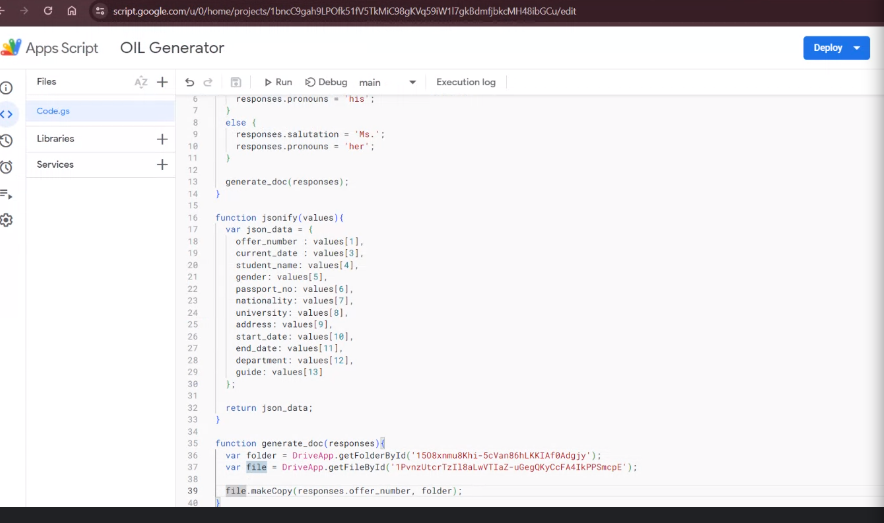 script.google.com/u/0/home/projects/1bncC9gah9LPOfk51fV5TkMiC98gKVq59iW1l7gkBdmfjbkcMH48ibGCu/edit
Apps Script OIL Generator Deploy
Files AZ Run Debug main Execution log
Code.gs
Libraries
Services
6 responses.pronouns = 'his';
7 }
8 else {
9 responses.salutation = 'Ms.';
10 responses.pronouns = 'her';
11 }
12
13 generate_doc(responses);
14 }
15
16 function jsonify(values){
17 var json_data = {
18 offer_number : values[1],
19 current_date : values[3],
20 student_name: values[4],
21 gender: values[5],
22 passport_no: values[6],
23 nationality: values[7],
24 university: values[8],
25 address: values[9],
26 start_date: values[10],
27 end_date: values[11],
28 department: values[12],
29 guide: values[13]
30 };
31
32 return json_data;
33 }
34
35 function generate_doc(responses){
36 var folder = DriveApp.getFolderById('1508xnmu8Khi-5cVan86hLKKIAf0Adgjy');
37 var file = DriveApp.getFileById('1PvnzUtcrTzIl8aLwVTIaZ-uGegQKyCcFA4IkPPSmcpE');
38
39 file.makeCopy(responses.offer_number, folder);
40 }